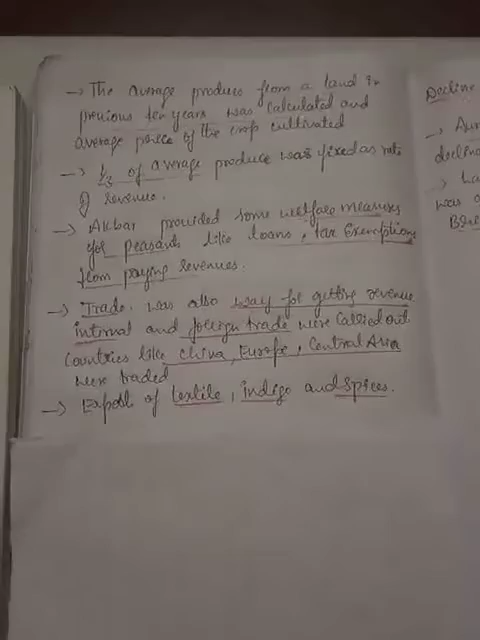 → The average produce from a land in
previous ten years was calculated and
average price of the crop cultivated
→ 1/3 of average produce was fixed as rate
of revenue.
→ Akbar provided some welfare measures
for peasants like loans, tax Exemptions
from paying revenues.
→ Trade was also way for getting revenue
internal and foreign trade were carried out
Countries like China, Europe, Central Asia
were traded
→ Export of textile, indigo and spices.
Decline
→ Aur
decline
→ La
was